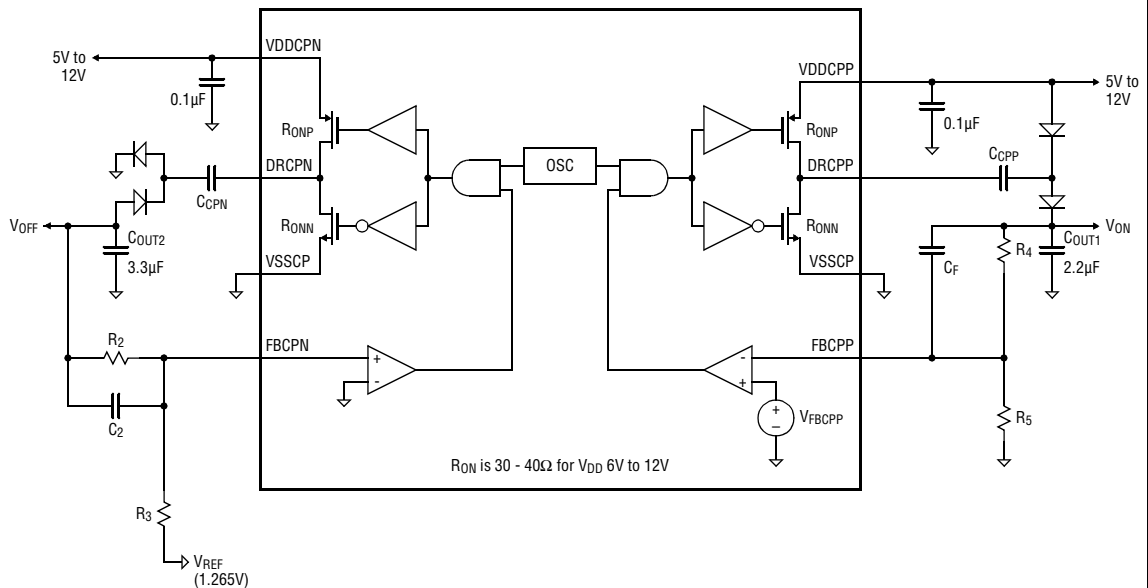 VDDCPN
5V to
12V
0.1µF
RONP
DRCPN
CCPN
RONN
VOFF
COUT2
3.3µF
VSSCP
R2
FBCPN
+
-
C2
R3
VREF
(1.265V)
OSC
VDDCPP
5V to
12V
0.1µF
RONP
CCPP
DRCPP
RONN
VON
COUT1
2.2µF
R4
CF
VSSCP
FBCPP
-
+
+
–
VFBCPP
R5
RON is 30 - 40Ω for VDD 6V to 12V